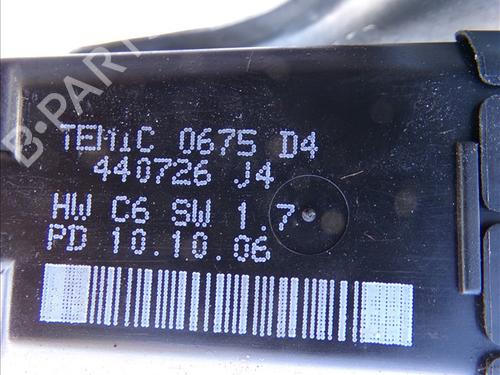 TEMIC 0675 D4
440726 J4
HW C6 SW 1.7
PD 10.10.06
B-PARTS